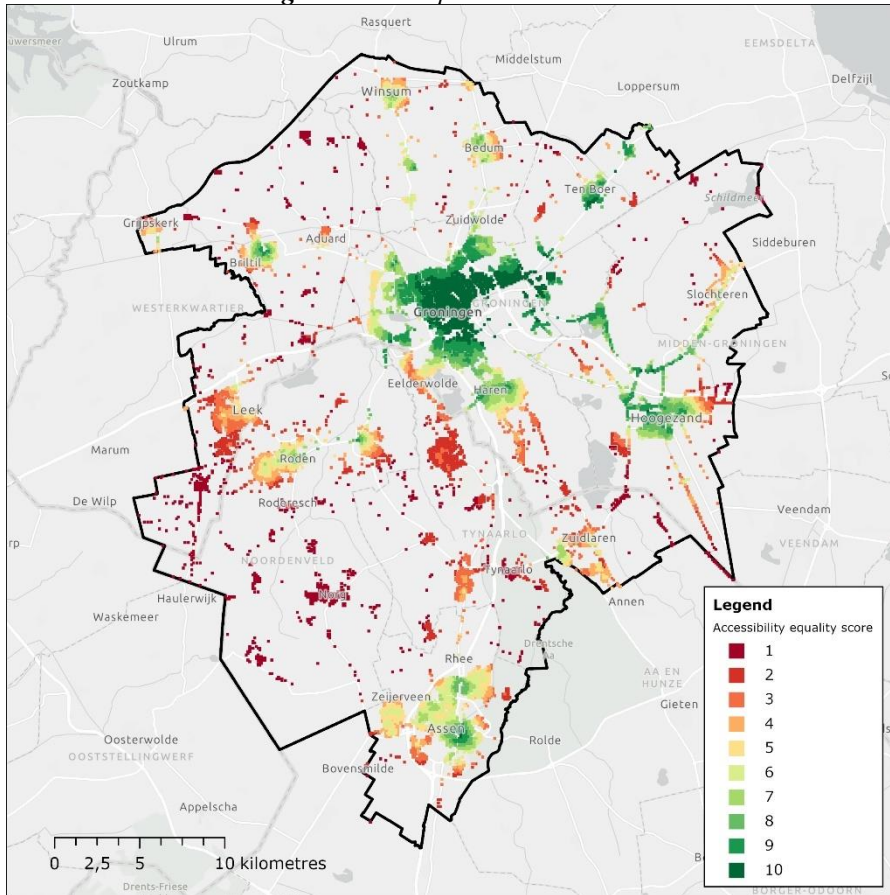 Rasquert
Ulrum
Middelstum
EEMSDELTA
Zoutkamp
Loppersum
Delfzijl
Winsum
Bedum
Ten Boer
Schildmeer
Grijpskerk
Zuidwolde
Aduard
Siddeburen
Briltil
Slochteren
WESTERKWARTIER
GRONINGEN
Groningen
MIDDEN-GRONINGEN
Eelderwolde
Haren
Leek
Hoogezand
Marum
Roden
De Wilp
Roderesch
Veendam
TYNAARLO
Zuidlaren
VEENDAM
NOORDENVELD
Tynaarlo
Haulerwijk
Norg
Annen
Waskemeer
Drentsche
Aa
Rhee
AA EN
HUNZE
Zeijerveen
Gieten
Assen
Rolde
Oosterwolde
OOSTSTELLINGWERF
Bovensmilde
Appelscha
Drents-Friese
BORGER-ODOORN
0 2,5 5 10 kilometres
Legend
Accessibility equality score
1
2
3
4
5
6
7
8
9
10